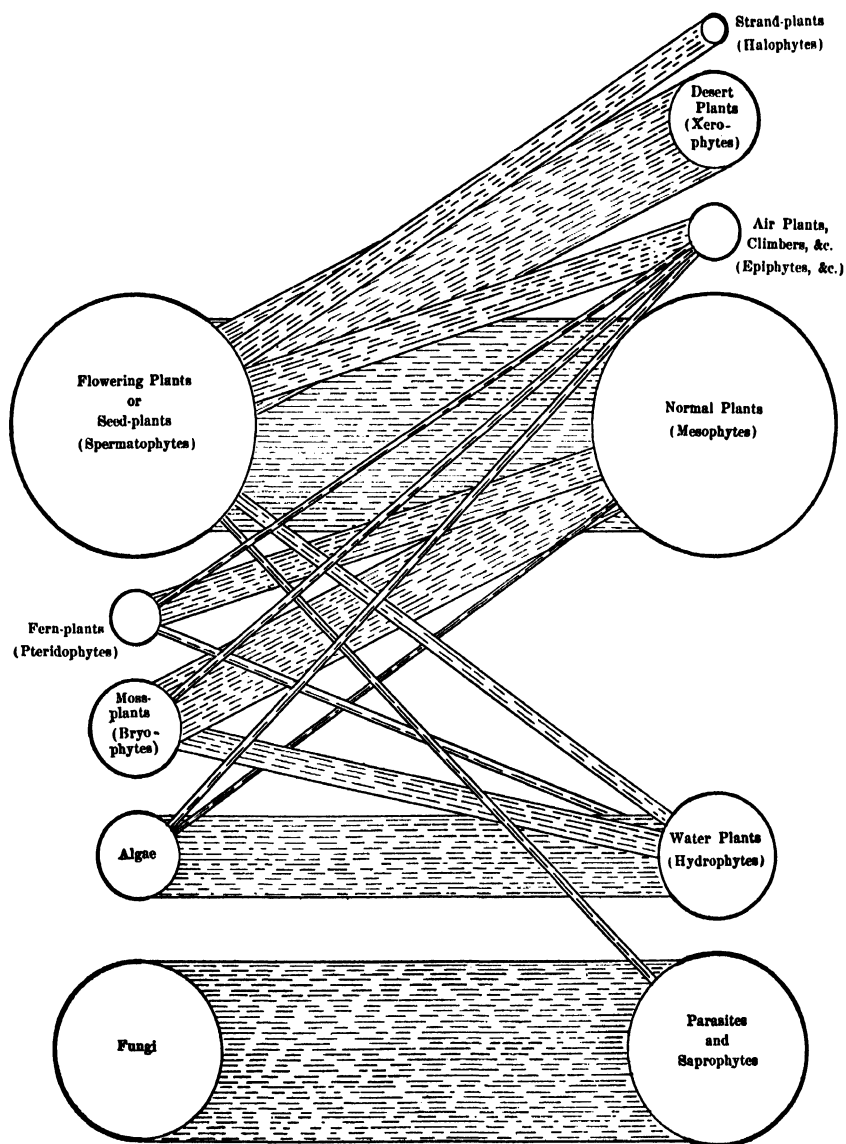 Strand-plants
(Halophytes)
Desert
Plants
(Xero-
phytes)
Air Plants,
Climbers, &c.
(Epiphytes, &c.)
Flowering Plants
or
Seed-plants
(Spermatophytes)
Normal Plants
(Mesophytes)
Fern-plants
(Pteridophytes)
Moss-
plants
(Bryo-
phytes)
Algae
Water Plants
(Hydrophytes)
Fungi
Parasites
and
Saprophytes